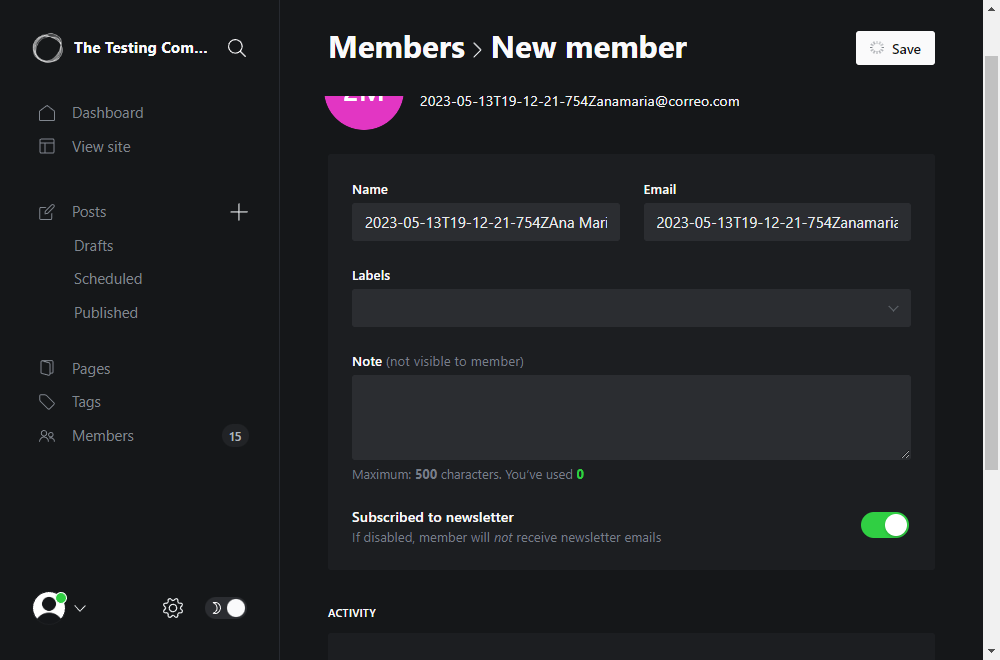 The Testing Com...
Dashboard
View site
Posts
Drafts
Scheduled
Published
Pages
Tags
Members
15
Members > New member
Save
2023-05-13T19-12-21-754Zanamaria@correo.com
Name
2023-05-13T19-12-21-754ZAna Mari
Email
2023-05-13T19-12-21-754Zanamaria
Labels
Note (not visible to member)
Maximum: 500 characters. You've used 0
Subscribed to newsletter
If disabled, member will not receive newsletter emails
ACTIVITY